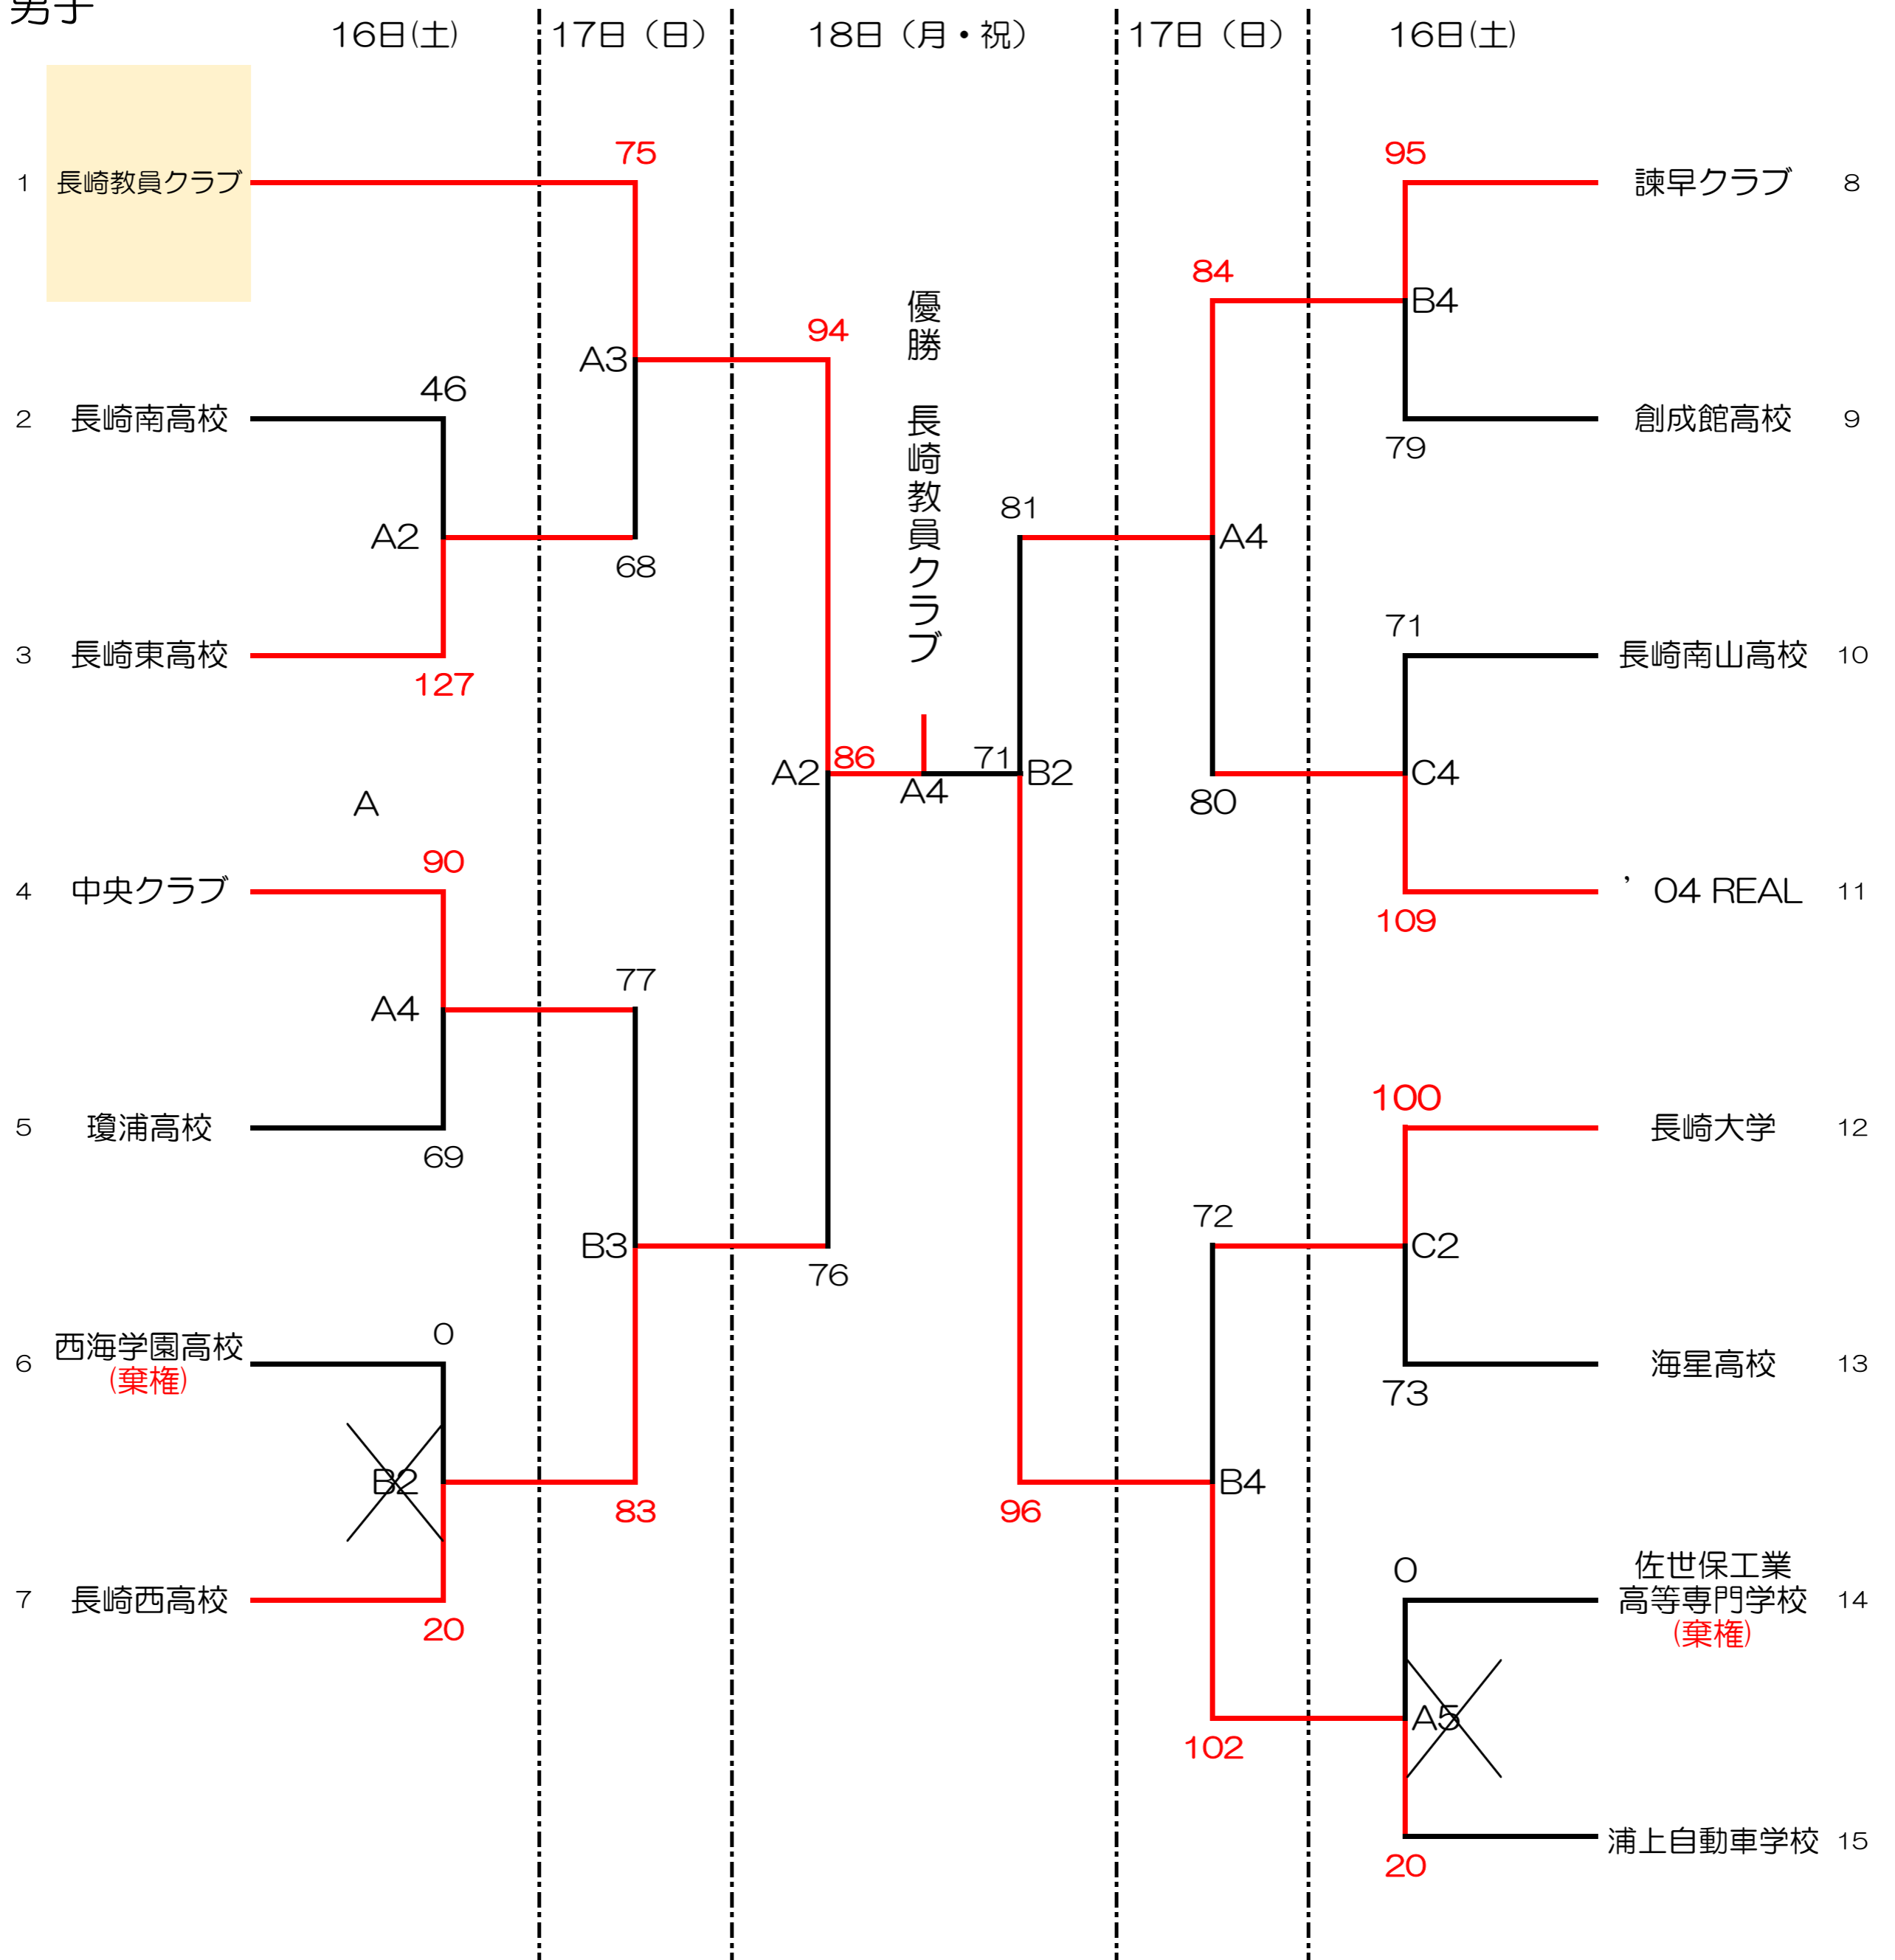 男子
16日(土)
17日（日）
18日（月・祝）
17日（日）
16日(土)
1 長崎教員クラブ
75
95
諫早クラブ 8
84
B4
優勝　長崎教員クラブ
94
A3
46
2 長崎南高校
創成館高校 9
79
81
A2
68
A4
71
3 長崎東高校
長崎南山高校 10
127
86
71
A2
A4
B2
C4
80
A
90
4 中央クラブ
’04 REAL 11
109
77
A4
100
5 瓊浦高校
長崎大学 12
69
72
B3
C2
76
0
6 西海学園高校
(棄権)
海星高校 13
73
B2
B4
83
96
0
7 長崎西高校
佐世保工業
高等専門学校 14
(棄権)
20
A5
102
浦上自動車学校 15
20